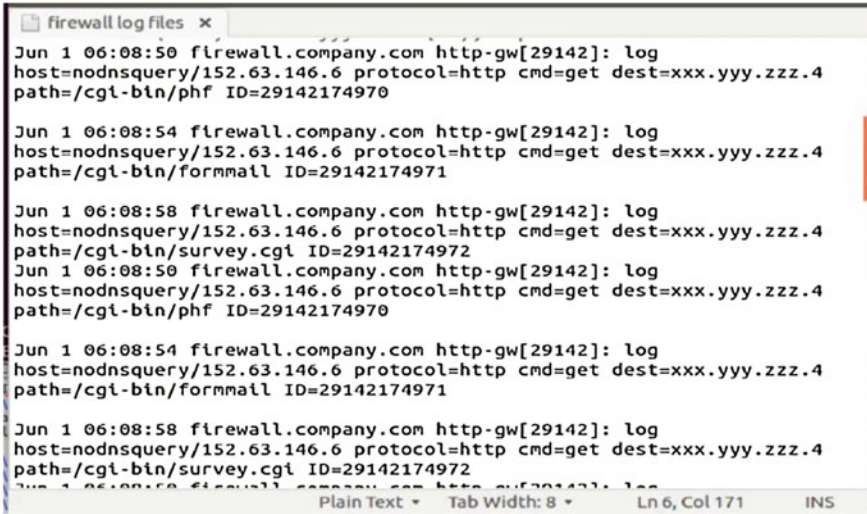 firewall log files ×
Jun 1 06:08:50 firewall.company.com http-gw[29142]: log
host=nodnsquery/152.63.146.6 protocol=http cmd=get dest=xxx.yyy.zzz.4
path=/cgi-bin/phf ID=29142174970
Jun 1 06:08:54 firewall.company.com http-gw[29142]: log
host=nodnsquery/152.63.146.6 protocol=http cmd=get dest=xxx.yyy.zzz.4
path=/cgi-bin/formmail ID=29142174971
Jun 1 06:08:58 firewall.company.com http-gw[29142]: log
host=nodnsquery/152.63.146.6 protocol=http cmd=get dest=xxx.yyy.zzz.4
path=/cgi-bin/survey.cgi ID=29142174972
Jun 1 06:08:50 firewall.company.com http-gw[29142]: log
host=nodnsquery/152.63.146.6 protocol=http cmd=get dest=xxx.yyy.zzz.4
path=/cgi-bin/phf ID=29142174970
Jun 1 06:08:54 firewall.company.com http-gw[29142]: log
host=nodnsquery/152.63.146.6 protocol=http cmd=get dest=xxx.yyy.zzz.4
path=/cgi-bin/formmail ID=29142174971
Jun 1 06:08:58 firewall.company.com http-gw[29142]: log
host=nodnsquery/152.63.146.6 protocol=http cmd=get dest=xxx.yyy.zzz.4
path=/cgi-bin/survey.cgi ID=29142174972
Plain Text Tab Width: 8 Ln 6, Col 171 INS